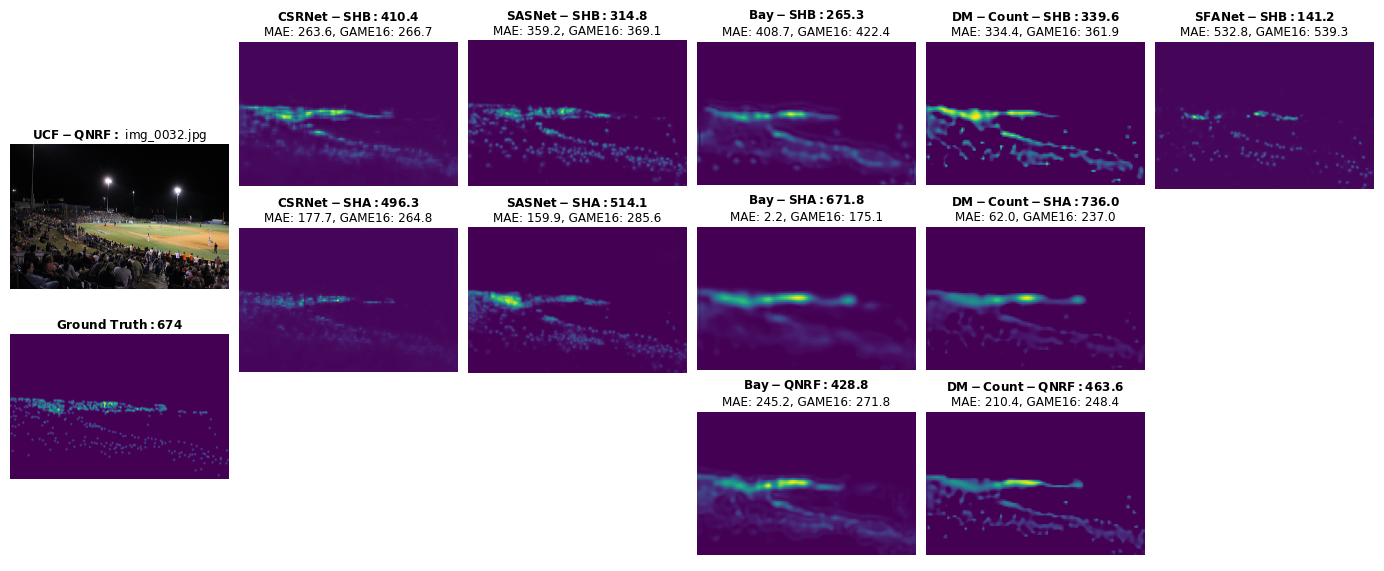 CSRNet − SHB : 410.4
MAE: 263.6, GAME16: 266.7
SASNet − SHB : 314.8
MAE: 359.2, GAME16: 369.1
Bay − SHB : 265.3
MAE: 408.7, GAME16: 422.4
DM − Count − SHB : 339.6
MAE: 334.4, GAME16: 361.9
SFANet − SHB : 141.2
MAE: 532.8, GAME16: 539.3
UCF − QNRF : img_0032.jpg
CSRNet − SHA : 496.3
MAE: 177.7, GAME16: 264.8
SASNet − SHA : 514.1
MAE: 159.9, GAME16: 285.6
Bay − SHA : 671.8
MAE: 2.2, GAME16: 175.1
DM − Count − SHA : 736.0
MAE: 62.0, GAME16: 237.0
Ground Truth : 674
Bay − QNRF : 428.8
MAE: 245.2, GAME16: 271.8
DM − Count − QNRF : 463.6
MAE: 210.4, GAME16: 248.4